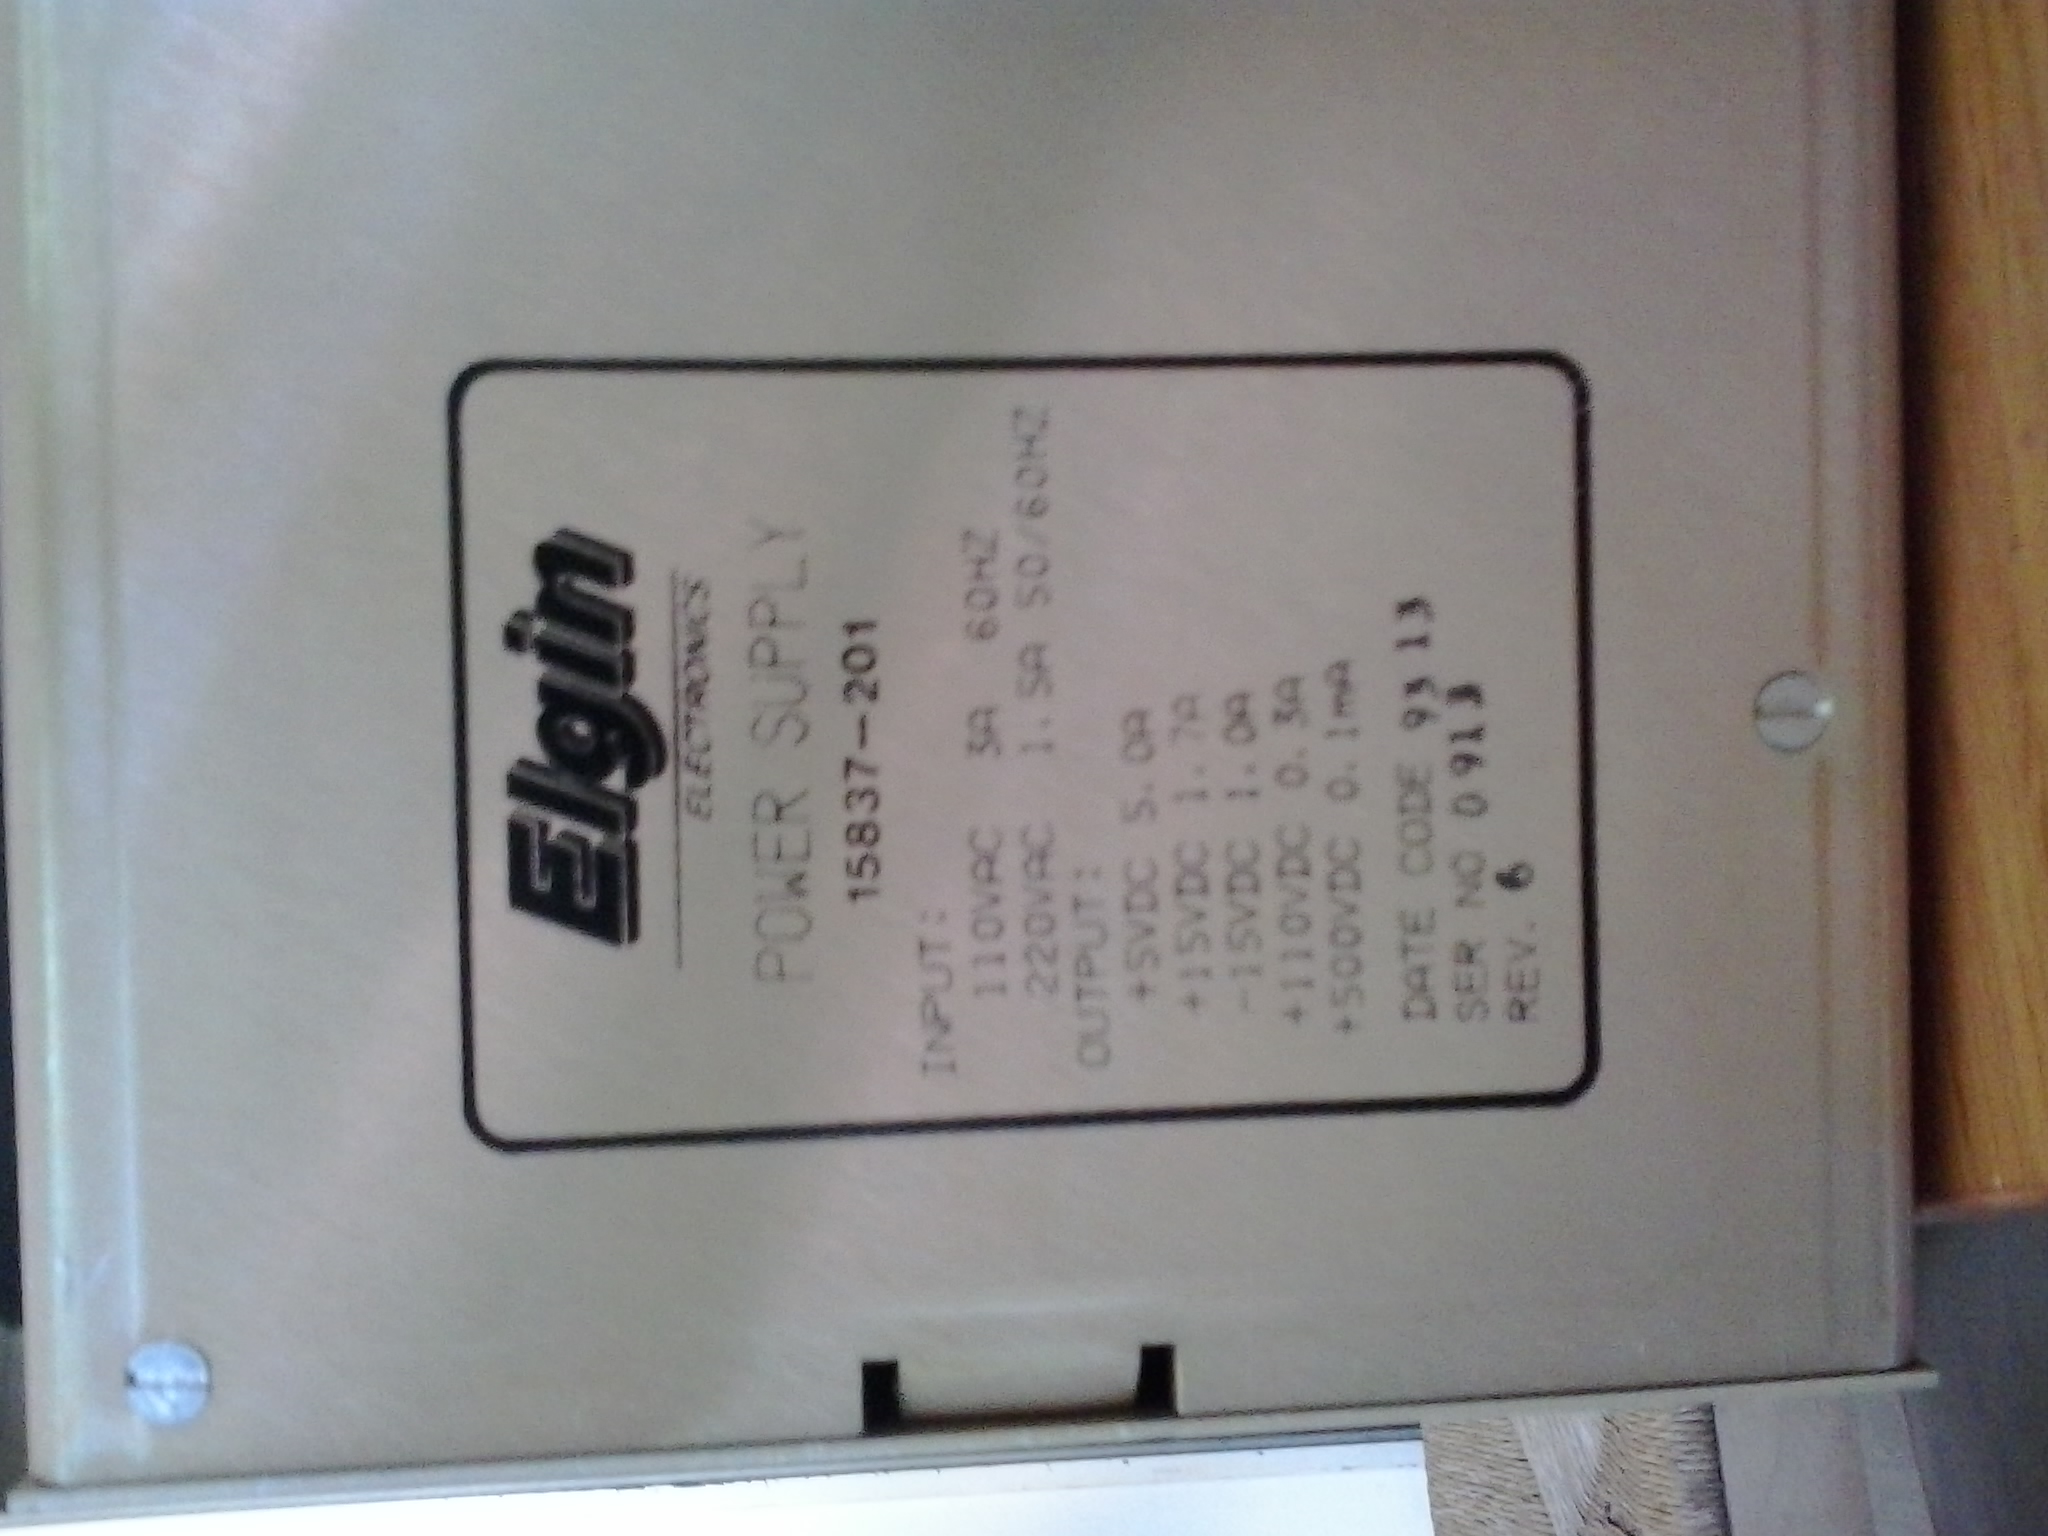 Elgin
ELECTRONICS
POWER SUPPLY
15837-201
INPUT:
110VAC 3A 60HZ
220VAC 1.5A 50/60HZ
OUTPUT:
+5VDC 5.0A
+15VDC 1.7A
-15VDC 1.0A
+110VDC 0.3A
+500VDC 0.1mA
DATE CODE 9313
SER NO 0913
REV. 6